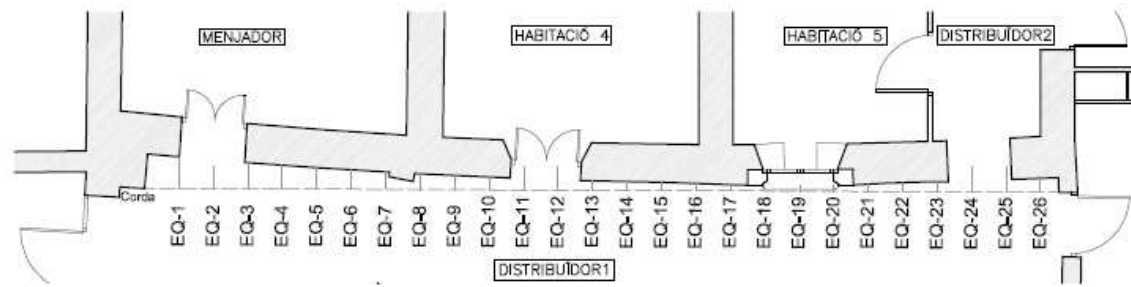 MENJADOR
HABITACIÓ 4
HABITACIÓ 5
DISTRIBUÏDOR2
Corda
EQ-1
EQ-2
EQ-3
EQ-4
EQ-5
EQ-6
EQ-7
EQ-8
EQ-9
EQ-10
EQ-11
EQ-12
EQ-13
EQ-14
EQ-15
EQ-16
EQ-17
EQ-18
EQ-19
EQ-20
EQ-21
EQ-22
EQ-23
EQ-24
EQ-25
EQ-26
DISTRIBUÏDOR1